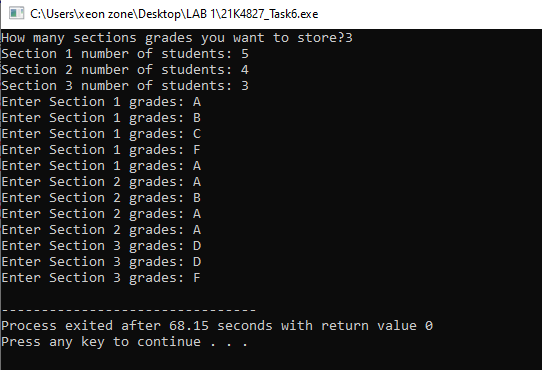 C:\Users\xeon zone\Desktop\LAB 1\21K4827_Task6.exe
How many sections grades you want to store?3
Section 1 number of students: 5
Section 2 number of students: 4
Section 3 number of students: 3
Enter Section 1 grades: A
Enter Section 1 grades: B
Enter Section 1 grades: C
Enter Section 1 grades: F
Enter Section 1 grades: A
Enter Section 2 grades: A
Enter Section 2 grades: B
Enter Section 2 grades: A
Enter Section 2 grades: A
Enter Section 3 grades: D
Enter Section 3 grades: D
Enter Section 3 grades: F
--------------------------------
Process exited after 68.15 seconds with return value 0
Press any key to continue . . .